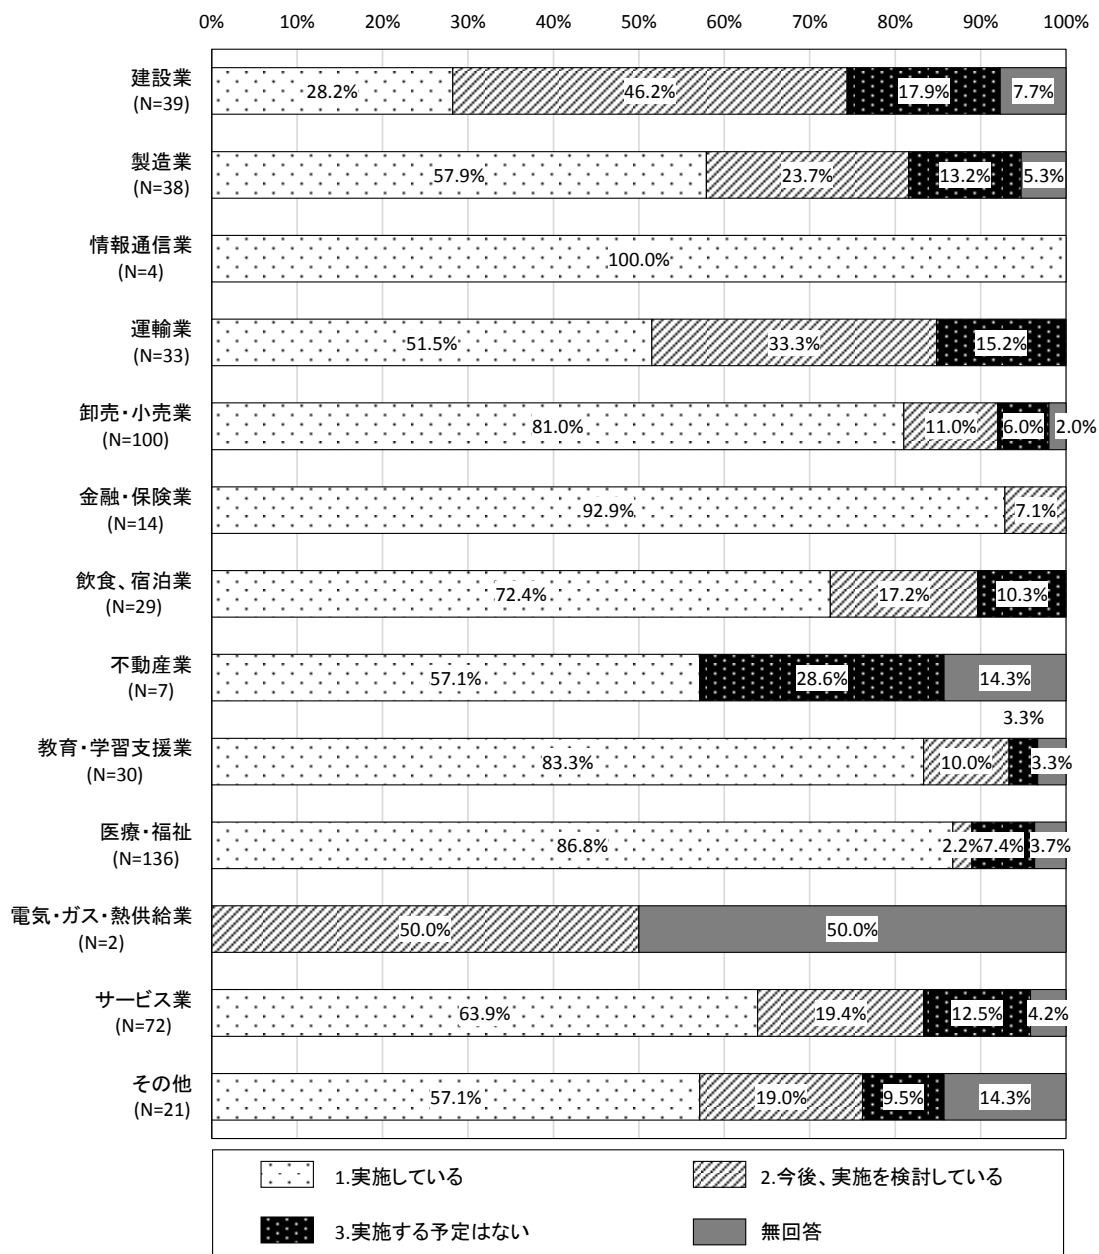 0% 10% 20% 30% 40% 50% 60% 70% 80% 90% 100%
建設業
(N=39)
28.2% 46.2% 17.9% 7.7%
製造業
(N=38)
57.9% 23.7% 13.2% 5.3%
情報通信業
(N=4)
100.0%
運輸業
(N=33)
51.5% 33.3% 15.2%
卸売・小売業
(N=100)
81.0% 11.0% 6.0% 2.0%
金融・保険業
(N=14)
92.9% 7.1%
飲食、宿泊業
(N=29)
72.4% 17.2% 10.3%
不動産業
(N=7)
57.1% 28.6% 14.3%
3.3%
教育・学習支援業
(N=30)
83.3% 10.0% 3.3%
医療・福祉
(N=136)
86.8% 2.2% 7.4% 3.7%
電気・ガス・熱供給業
(N=2)
50.0% 50.0%
サービス業
(N=72)
63.9% 19.4% 12.5% 4.2%
その他
(N=21)
57.1% 19.0% 9.5% 14.3%
1.実施している 2.今後、実施を検討している
3.実施する予定はない 無回答